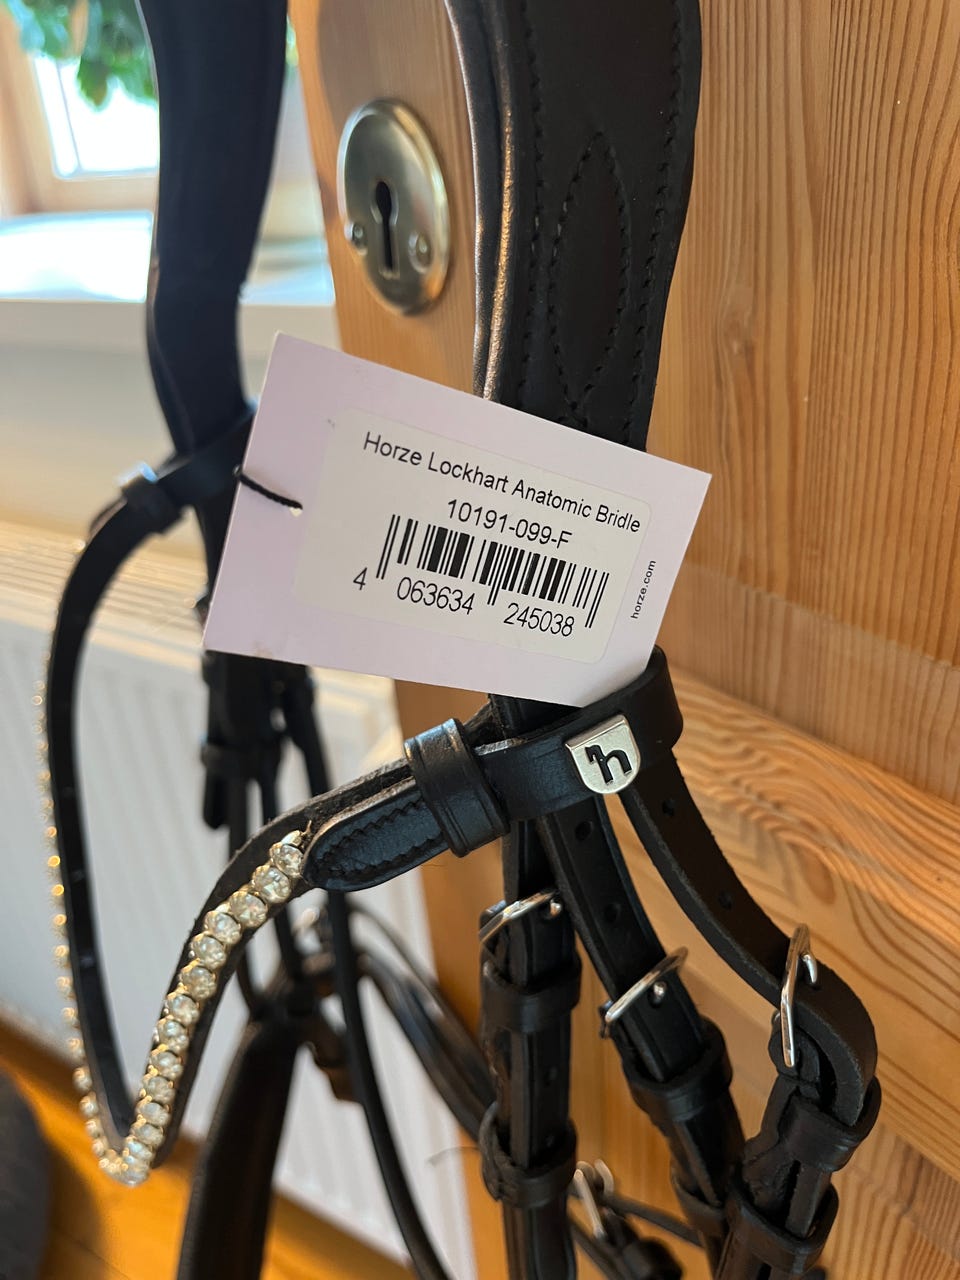 Horze Lockhart Anatomic Bridle
10191-099-F
4 063634 245038
horze.com
h